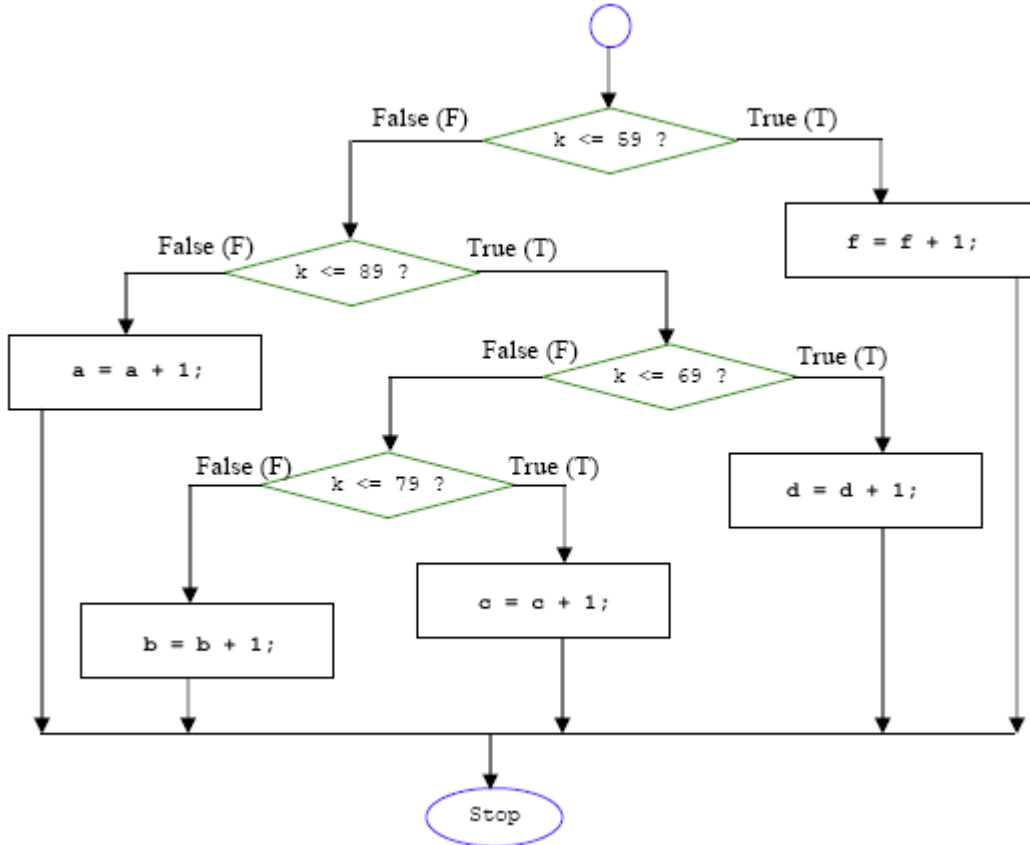 False (F)
True (T)
k <= 59 ?
f = f + 1;
False (F)
True (T)
k <= 89 ?
a = a + 1;
False (F)
True (T)
k <= 69 ?
d = d + 1;
False (F)
True (T)
k <= 79 ?
c = c + 1;
b = b + 1;
Stop